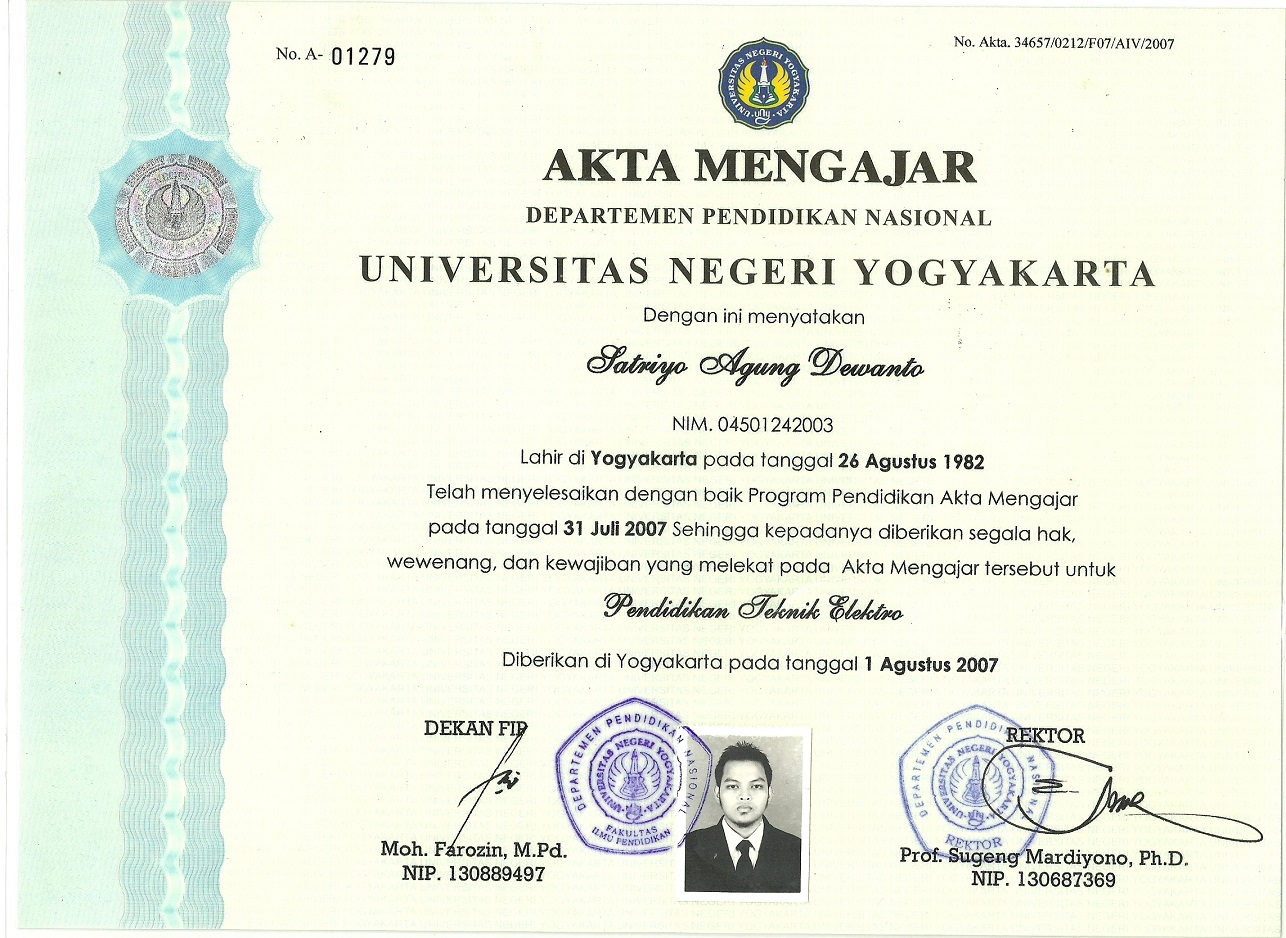 No. A- 01279
No. Akta. 34657/0212/F07/AIV/2007
UNIVERSITAS NEGERI YOGYAKARTA
AKTA MENGAJAR
DEPARTEMEN PENDIDIKAN NASIONAL
UNIVERSITAS NEGERI YOGYAKARTA
Dengan ini menyatakan
Satriyo Agung Dewanto
NIM. 04501242003
Lahir di Yogyakarta pada tanggal 26 Agustus 1982
Telah menyelesaikan dengan baik Program Pendidikan Akta Mengajar
pada tanggal 31 Juli 2007 Sehingga kepadanya diberikan segala hak,
wewenang, dan kewajiban yang melekat pada Akta Mengajar tersebut untuk
Pendidikan Teknik Elektro
Diberikan di Yogyakarta pada tanggal 1 Agustus 2007
DEKAN FIP
DEPARTEMEN PENDIDIKAN NASIONAL
UNIVERSITAS NEGERI YOGYAKARTA
FAKULTAS
ILMU PENDIDIKAN
Moh. Farozin, M.Pd.
NIP. 130889497
REKTOR
DEPARTEMEN PENDIDIKAN NASIONAL
UNIVERSITAS NEGERI YOGYAKARTA
REKTOR
Prof. Sugeng Mardiyono, Ph.D.
NIP. 130687369